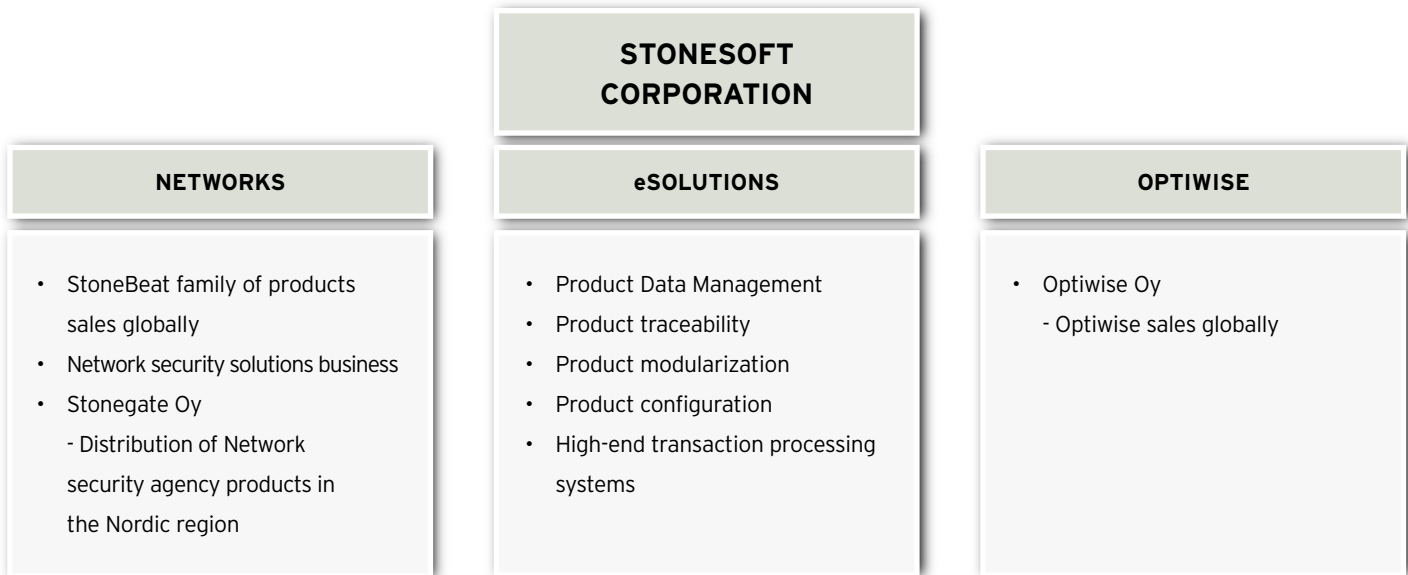 STONESOFT
CORPORATION
NETWORKS
• StoneBeat family of products
sales globally
• Network security solutions business
• Stonegate Oy
- Distribution of Network
security agency products in
the Nordic region
eSOLUTIONS
• Product Data Management
• Product traceability
• Product modularization
• Product configuration
• High-end transaction processing
systems
OPTIWISE
• Optiwise Oy
- Optiwise sales globally